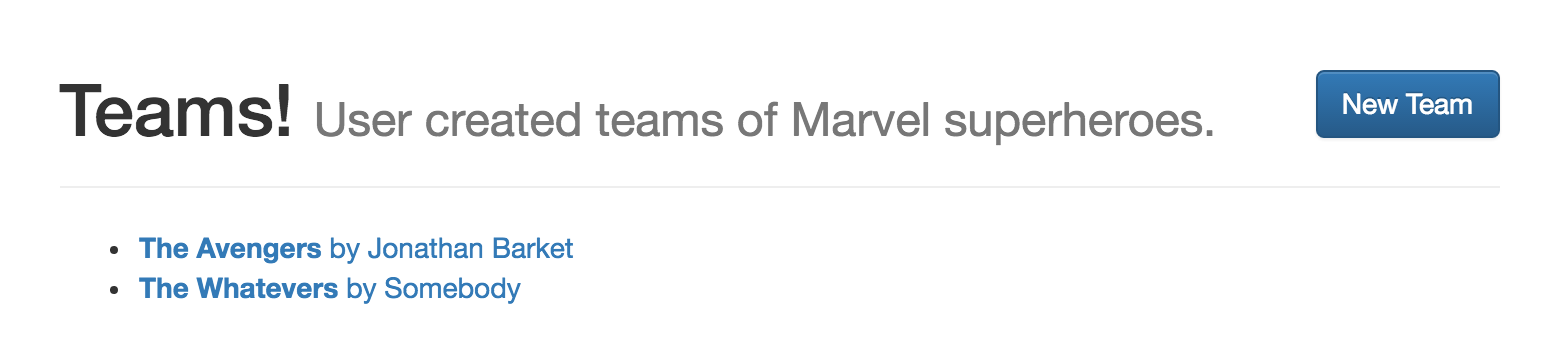 Teams! User created teams of Marvel superheroes.
New Team
The Avengers by Jonathan Barket
The Whatevers by Somebody